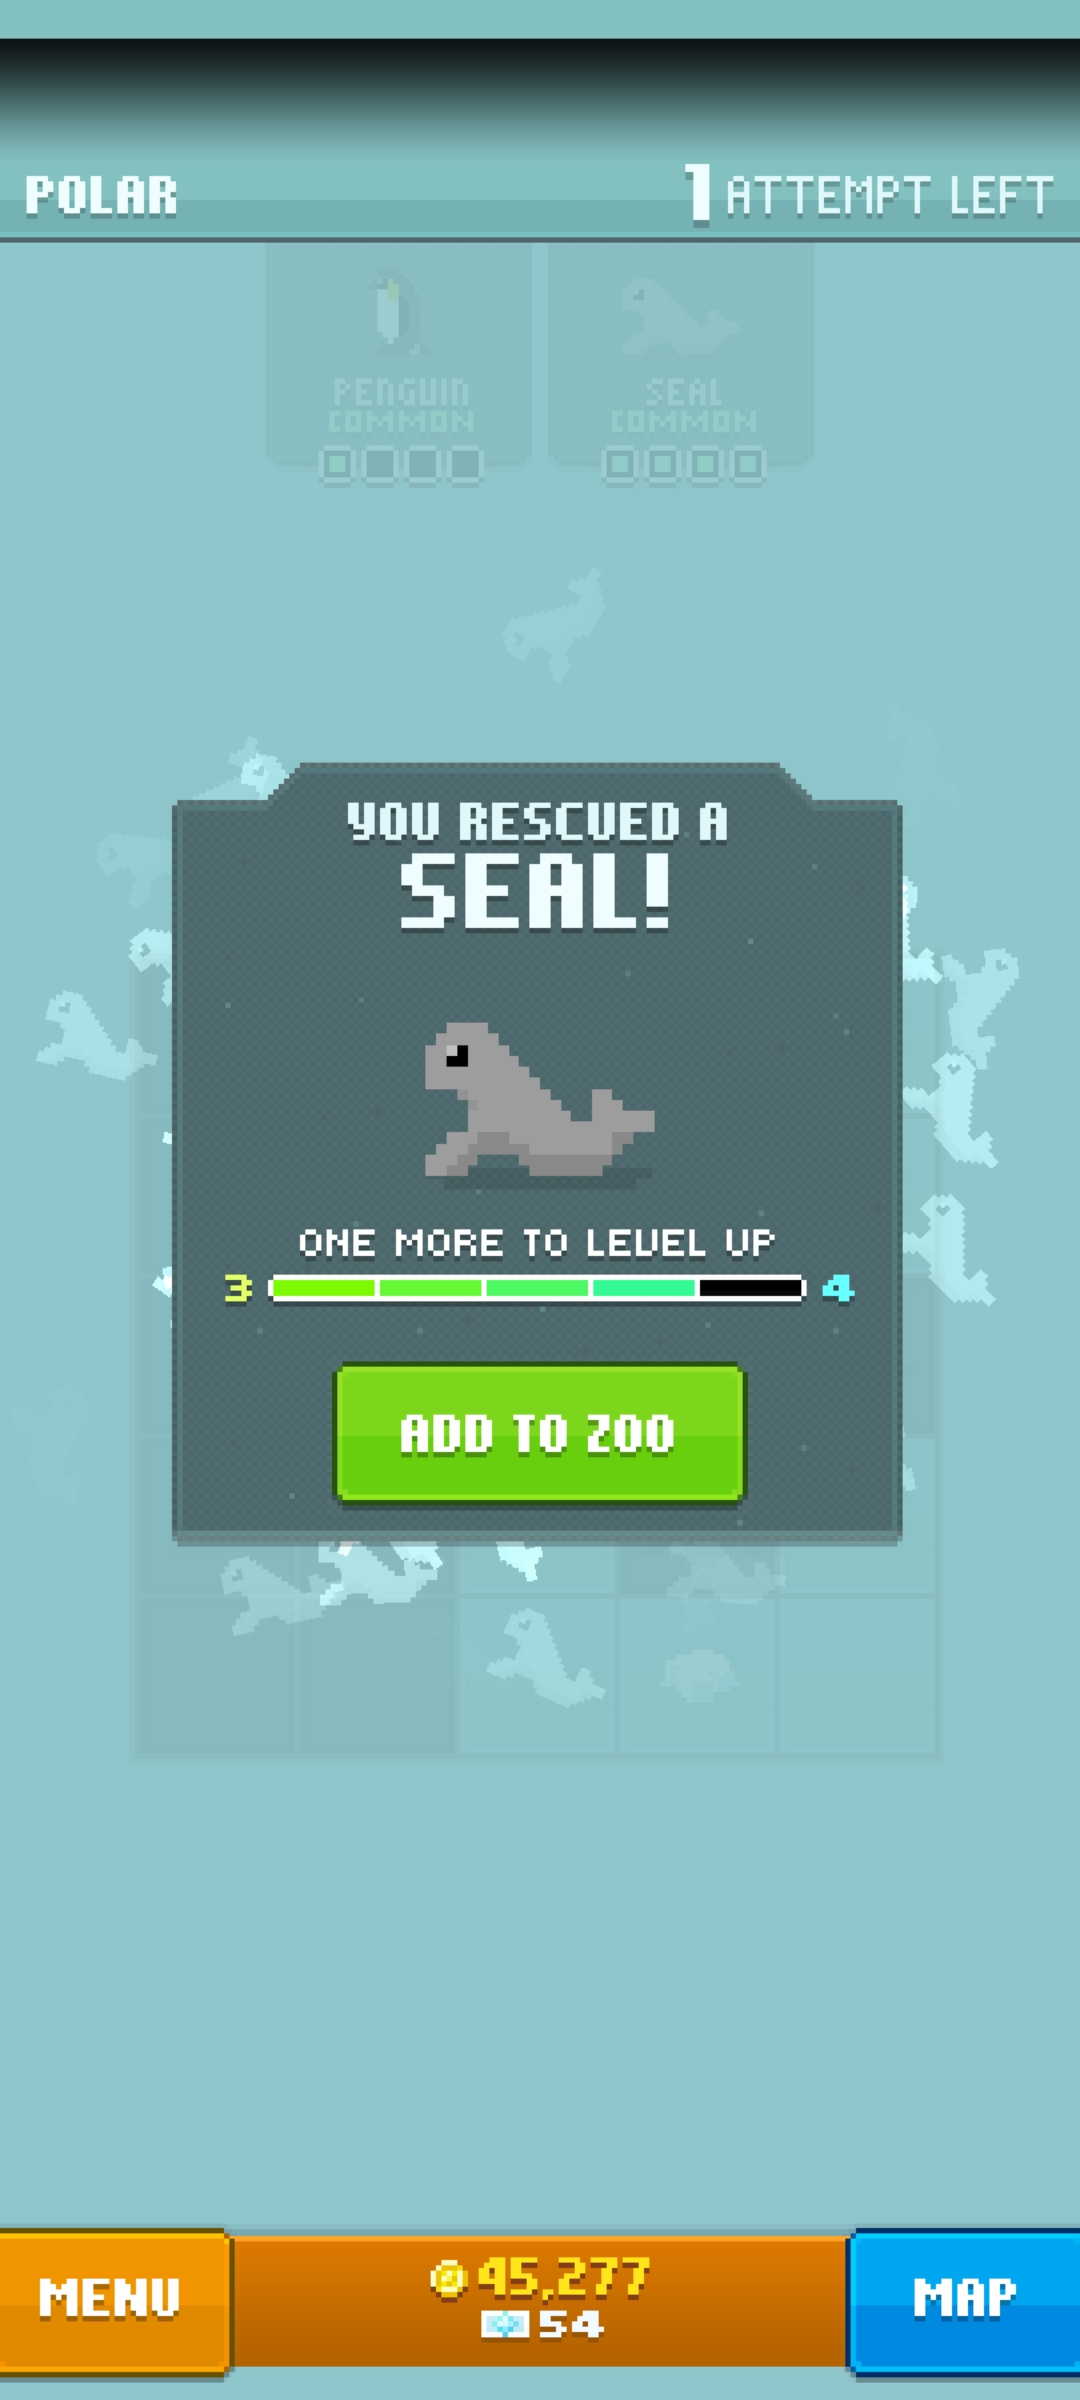 POLAR
1 ATTEMPT LEFT
PENGUIN
COMMON
SEAL
COMMON
YOU RESCUED A
SEAL!
ONE MORE TO LEVEL UP
3
4
ADD TO ZOO
MENU
45,277
54
MAP